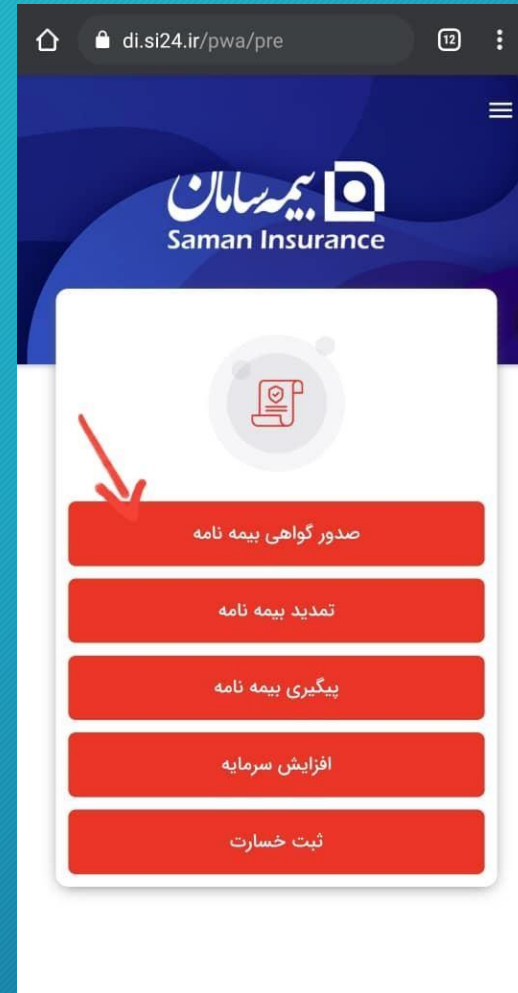 di.si24.ir/pwa/pre
12
بیمه سامان
Saman Insurance
صدور گواهی بیمه نامه
تمدید بیمه نامه
پیگیری بیمه نامه
افزایش سرمایه
ثبت خسارت